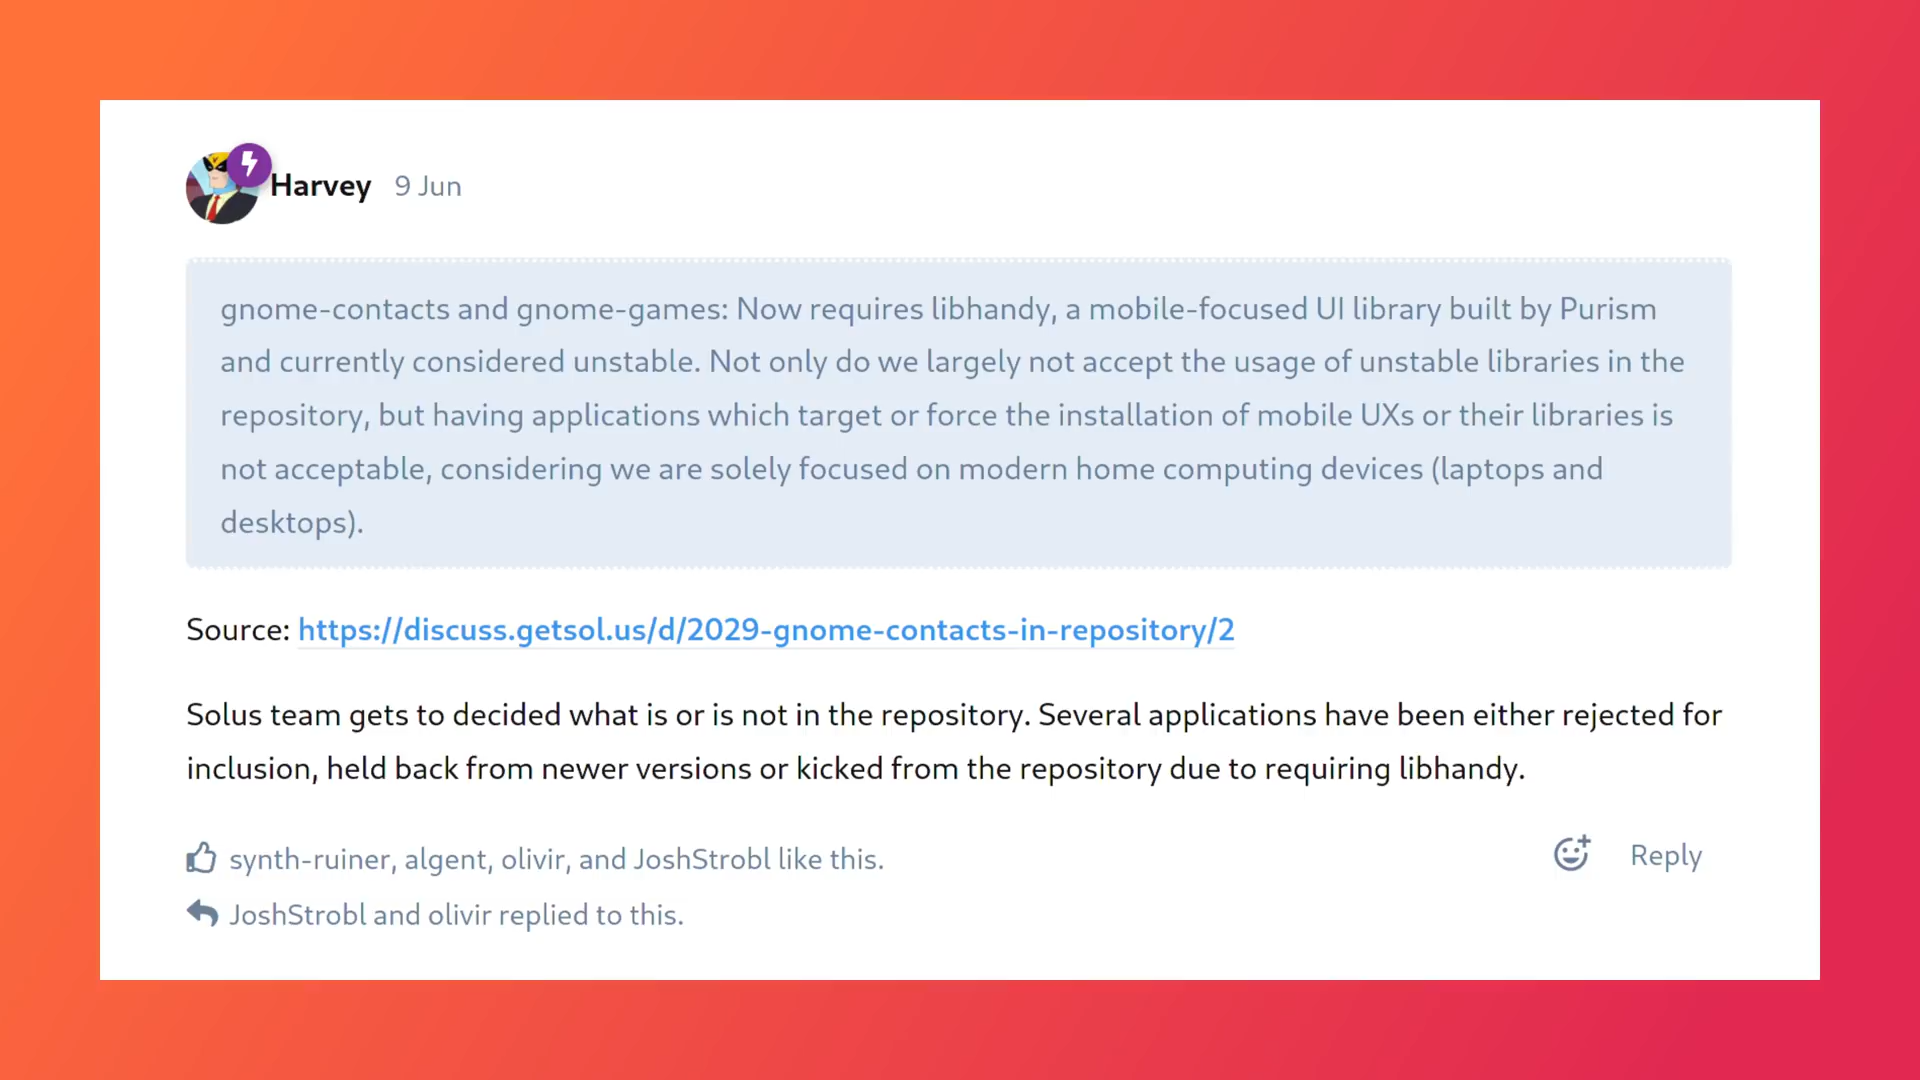 Harvey 9 Jun
gnome-contacts and gnome-games: Now requires libhandy, a mobile-focused UI library built by Purism
and currently considered unstable. Not only do we largely not accept the usage of unstable libraries in the
repository, but having applications which target or force the installation of mobile UXs or their libraries is
not acceptable, considering we are solely focused on modern home computing devices (laptops and
desktops).
Source: https://discuss.getsol.us/d/2029-gnome-contacts-in-repository/2
Solus team gets to decided what is or is not in the repository. Several applications have been either rejected for
inclusion, held back from newer versions or kicked from the repository due to requiring libhandy.
synth-ruiner, algent, olivir, and JoshStrobl like this.
Reply
JoshStrobl and olivir replied to this.